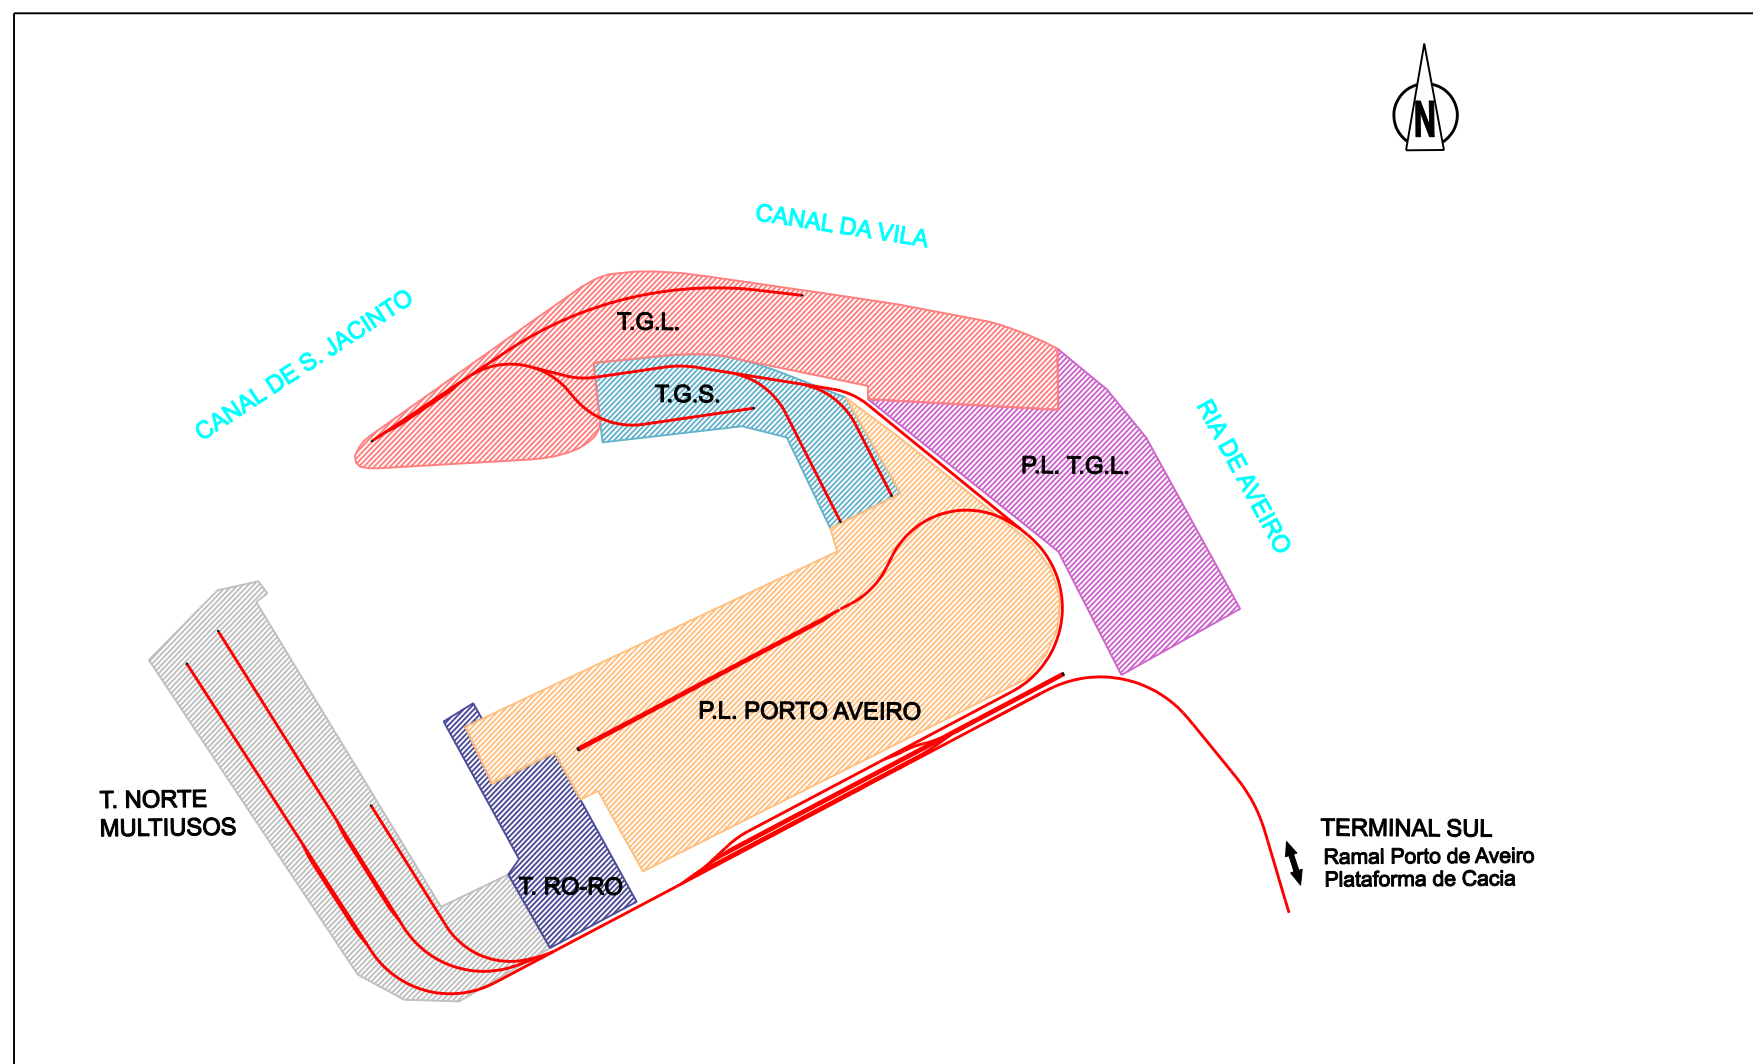 N
CANAL DA VILA
CANAL DE S. JACINTO
T.G.L.
T.G.S.
RIA DE AVEIRO
P.L. T.G.L.
P.L. PORTO AVEIRO
T. NORTE
MULTIUSOS
TERMINAL SUL
Ramal Porto de Aveiro
Plataforma de Cacia
T. RO-RO